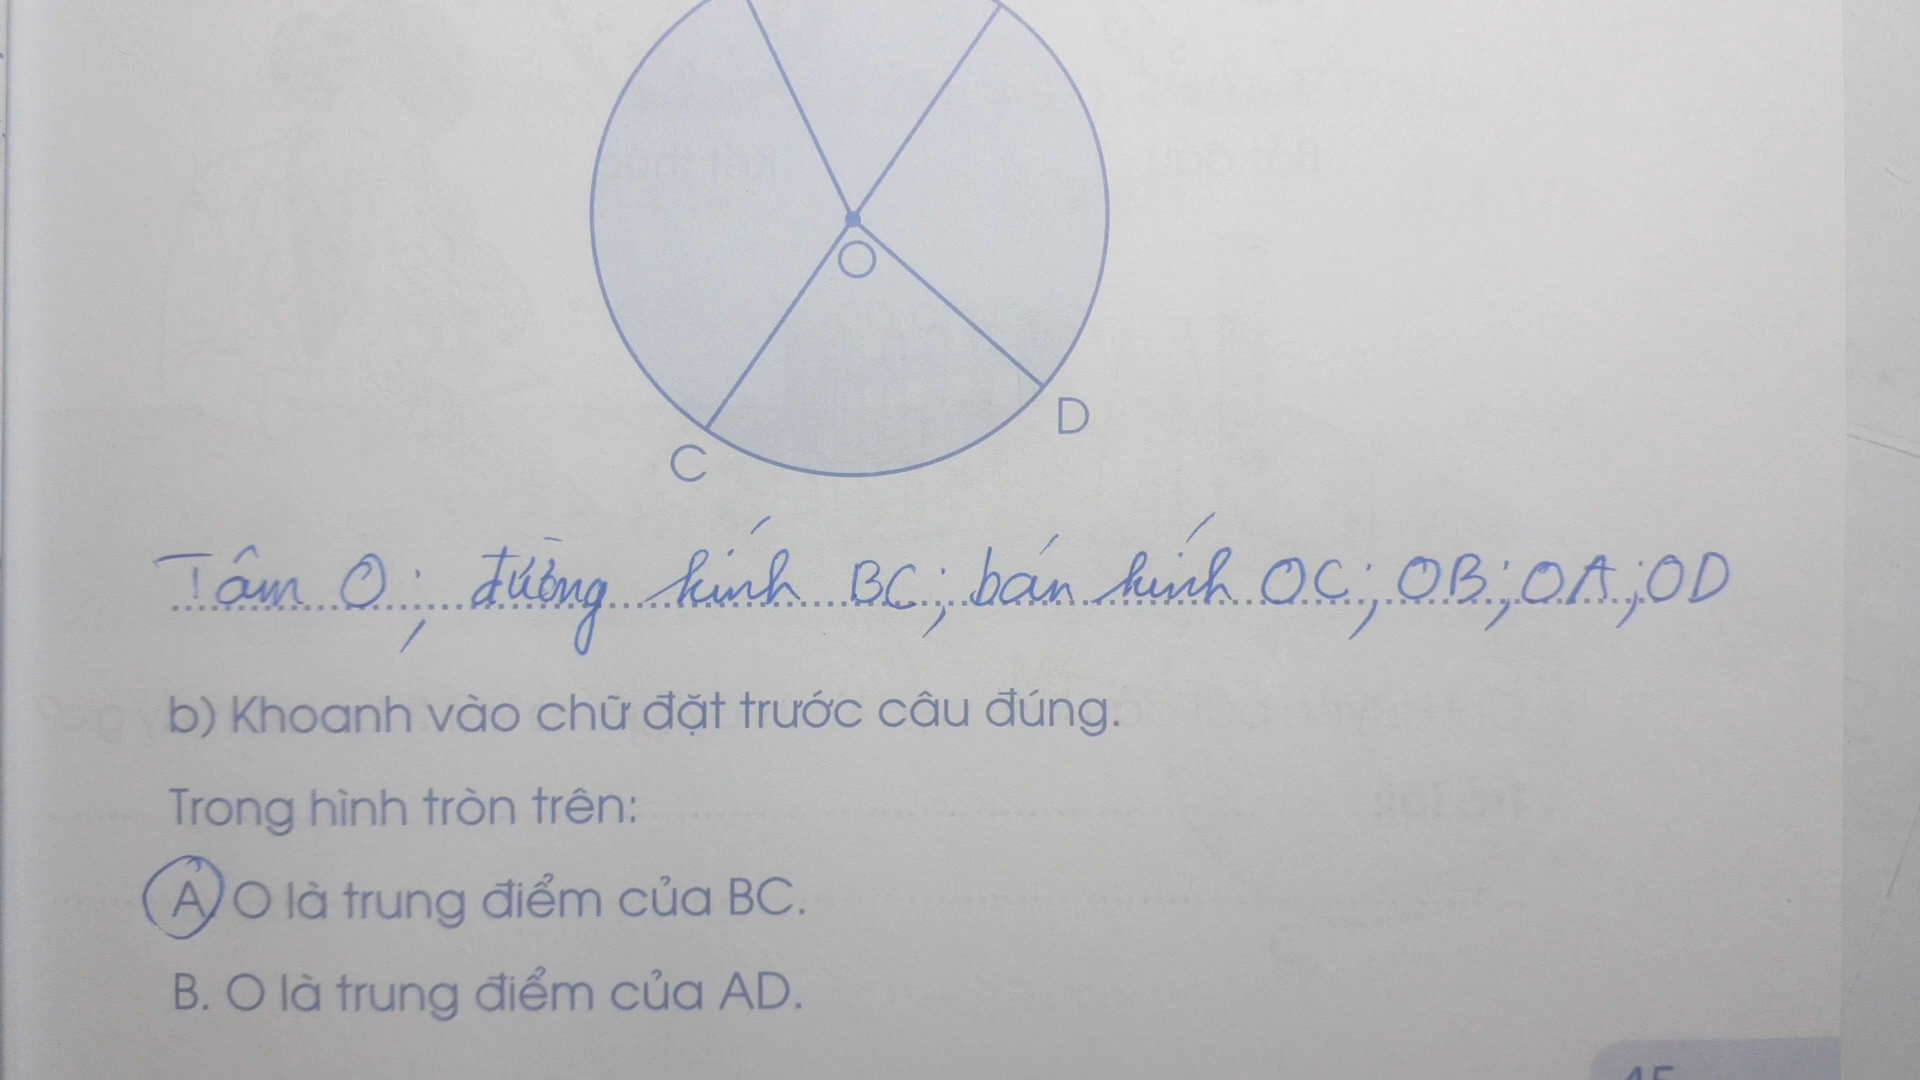 O
D
C
Tâm O; đường kính BC; bán kính OC; OB; OA; OD
b) Khoanh vào chữ đặt trước câu đúng.
Trong hình tròn trên:
A. O là trung điểm của BC.
B. O là trung điểm của AD.